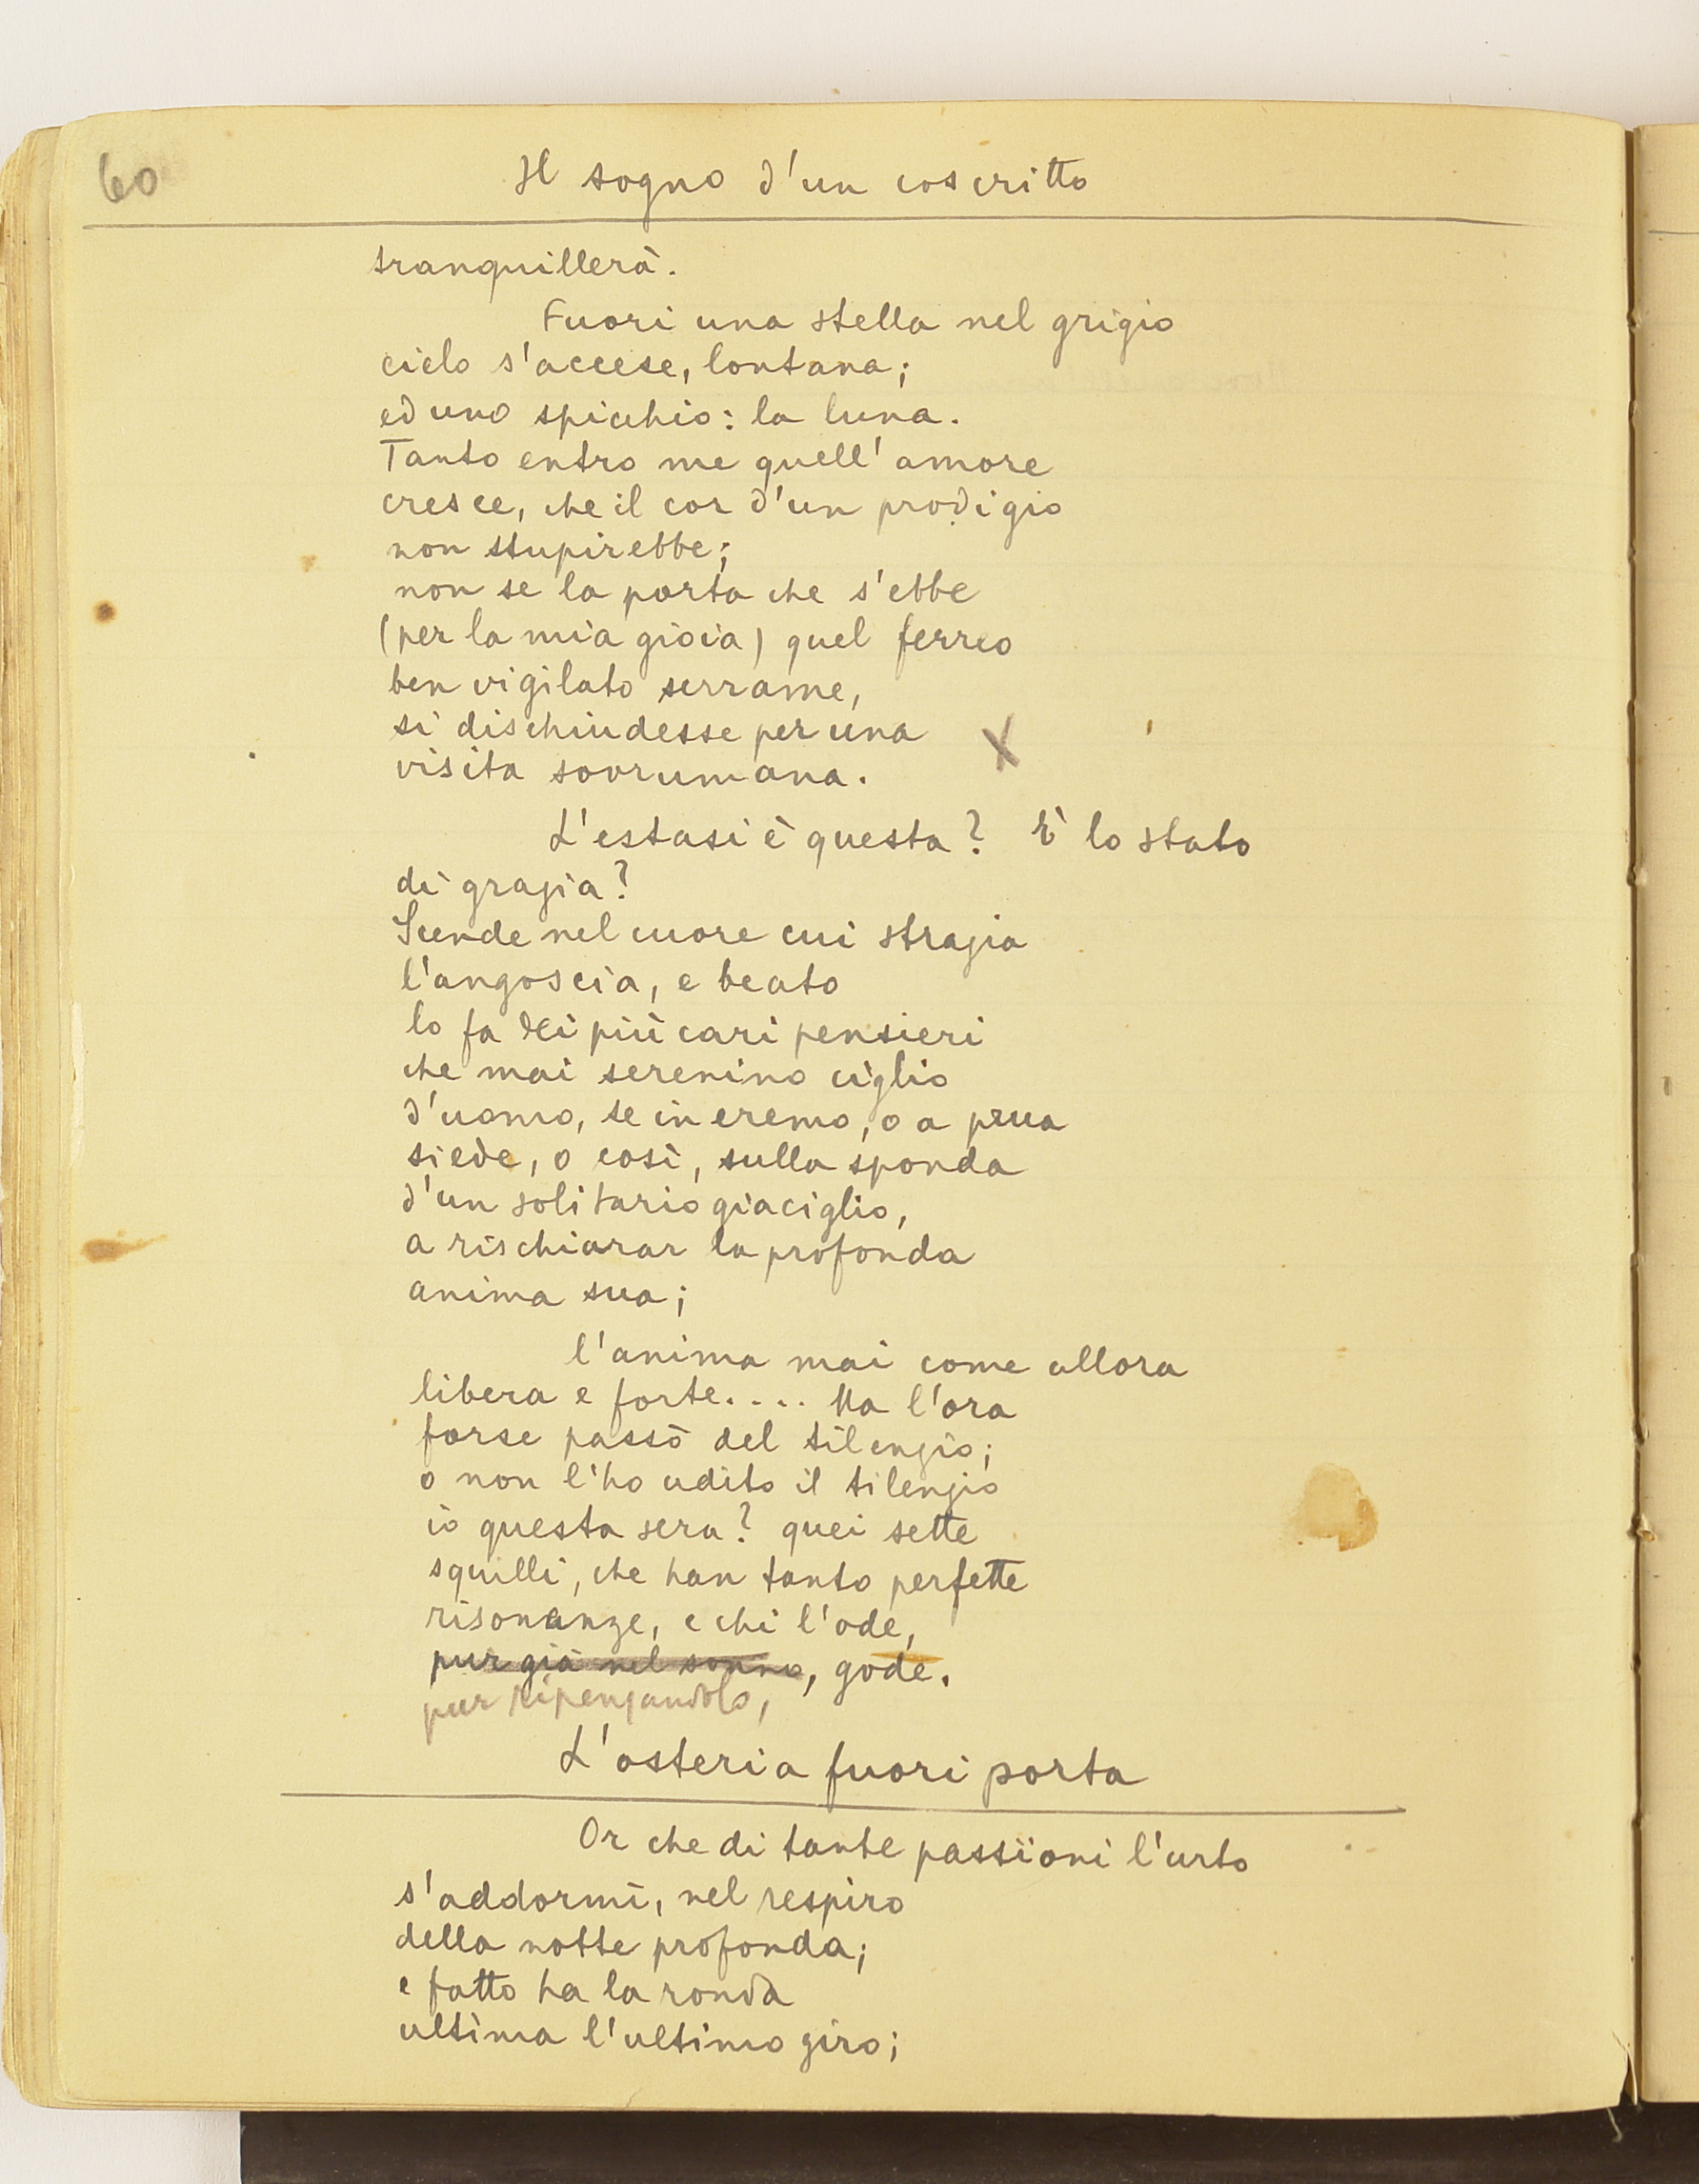 60
Il sogno d'un coscritto
tranquillerà.
Fuori una stella nel grigio
cielo s'accese, lontana;
ed uno spicchio: la luna.
Tanto entro me quell'amore
cresce, che il cor d'un prodigio
non stupirebbe;
non se la porta che s'ebbe
(per la mia gioia) quel ferreo
ben vigilato serrame,
si dischiudesse per una
visita sovrumana.
X
L'estasi è questa? È lo stato
di grazia?
Scende nel cuore cui strazia
l'angoscia, e beato
lo fa dei più cari pensieri
che mai serenino ciglio
d'uomo, se in eremo, o a prua
siede, o così, sulla sponda
d'un solitario giaciglio,
a rischiarar la profonda
anima sua;
l'anima mai come allora
libera e forte.... Ma l'ora
forse passò del silenzio;
o non l'ho udito il silenzio
io questa sera? quei sette
squilli, che han tanto perfette
risonanze, e chi l'ode,
pur già nel sonno, gode.
pur ripensandolo,
L'osteria fuori porta
Or che di tante passïoni l'urto
s'addormì, nel respiro
della notte profonda;
e fatto ha la ronda
ultima l'ultimo giro;